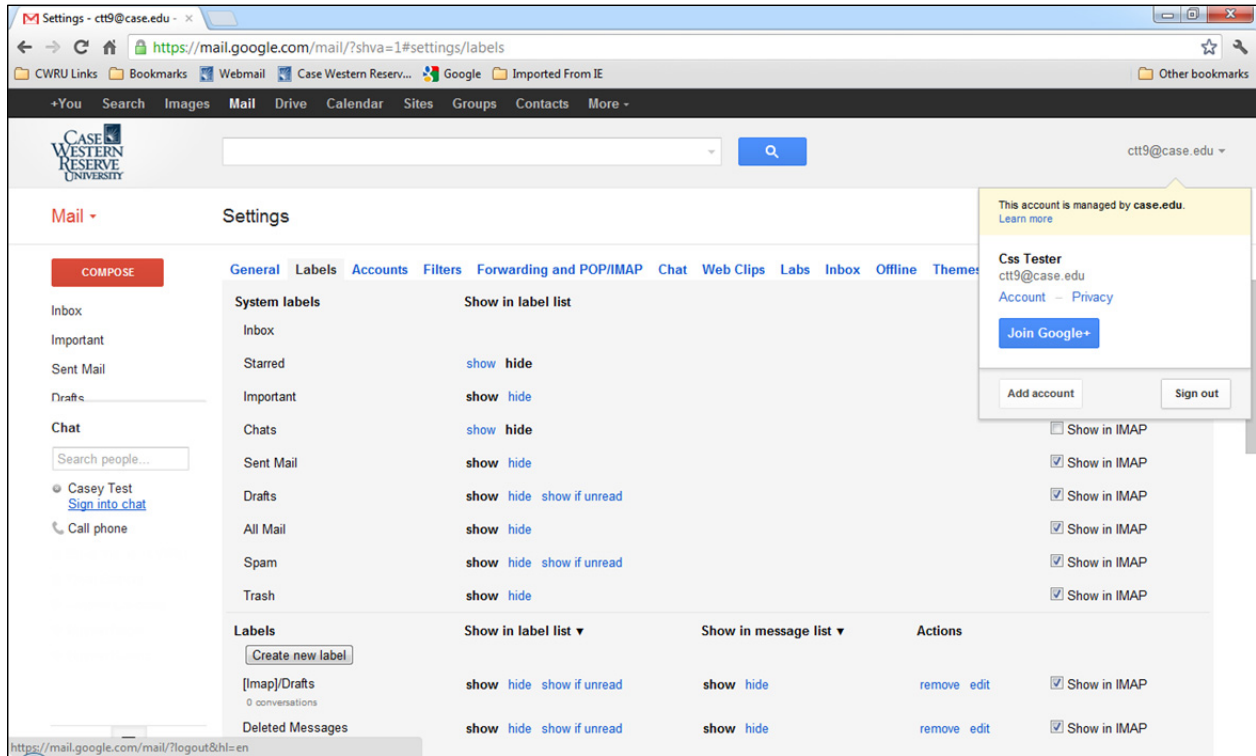 Settings - ctt9@case.edu - ×
https://mail.google.com/mail/?shva=1#settings/labels
CWRU Links Bookmarks Webmail Case Western Reserv... Google Imported From IE Other bookmarks
+You Search Images Mail Drive Calendar Sites Groups Contacts More
CASE
WESTERN
RESERVE
UNIVERSITY
ctt9@case.edu
This account is managed by case.edu.
Learn more
Css Tester
ctt9@case.edu
Account – Privacy
Join Google+
Add account Sign out
Mail
Settings
COMPOSE
Inbox
Important
Sent Mail
Drafts
Chat
Search people...
Casey Test
Sign into chat
Call phone
General Labels Accounts Filters Forwarding and POP/IMAP Chat Web Clips Labs Inbox Offline Themes
System labels Show in label list
Inbox
Starred show hide
Important show hide
Chats show hide Show in IMAP
Sent Mail show hide Show in IMAP
Drafts show hide show if unread Show in IMAP
All Mail show hide Show in IMAP
Spam show hide show if unread Show in IMAP
Trash show hide Show in IMAP
Labels Show in label list ▼ Show in message list ▼ Actions
Create new label
[Imap]/Drafts show hide show if unread show hide remove edit Show in IMAP
0 conversations
Deleted Messages show hide show if unread show hide remove edit Show in IMAP
https://mail.google.com/mail/?logout&hl=en